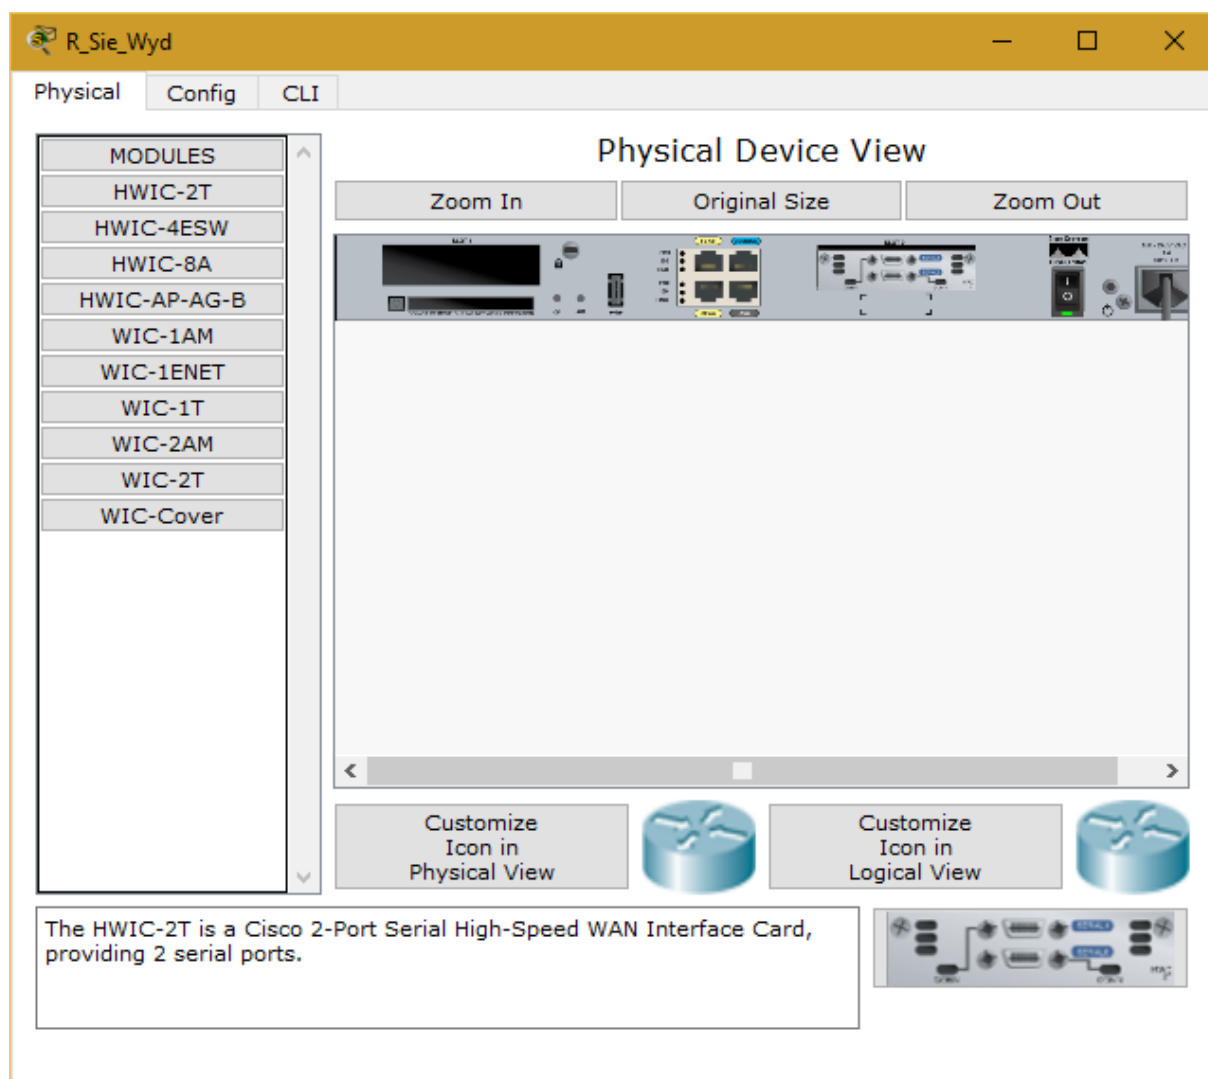 R_Sie_Wyd
Physical Config CLI
MODULES
HWIC-2T
HWIC-4ESW
HWIC-8A
HWIC-AP-AG-B
WIC-1AM
WIC-1ENET
WIC-1T
WIC-2AM
WIC-2T
WIC-Cover
Physical Device View
Zoom In Original Size Zoom Out
Customize
Icon in
Physical View
Customize
Icon in
Logical View
The HWIC-2T is a Cisco 2-Port Serial High-Speed WAN Interface Card,
providing 2 serial ports.